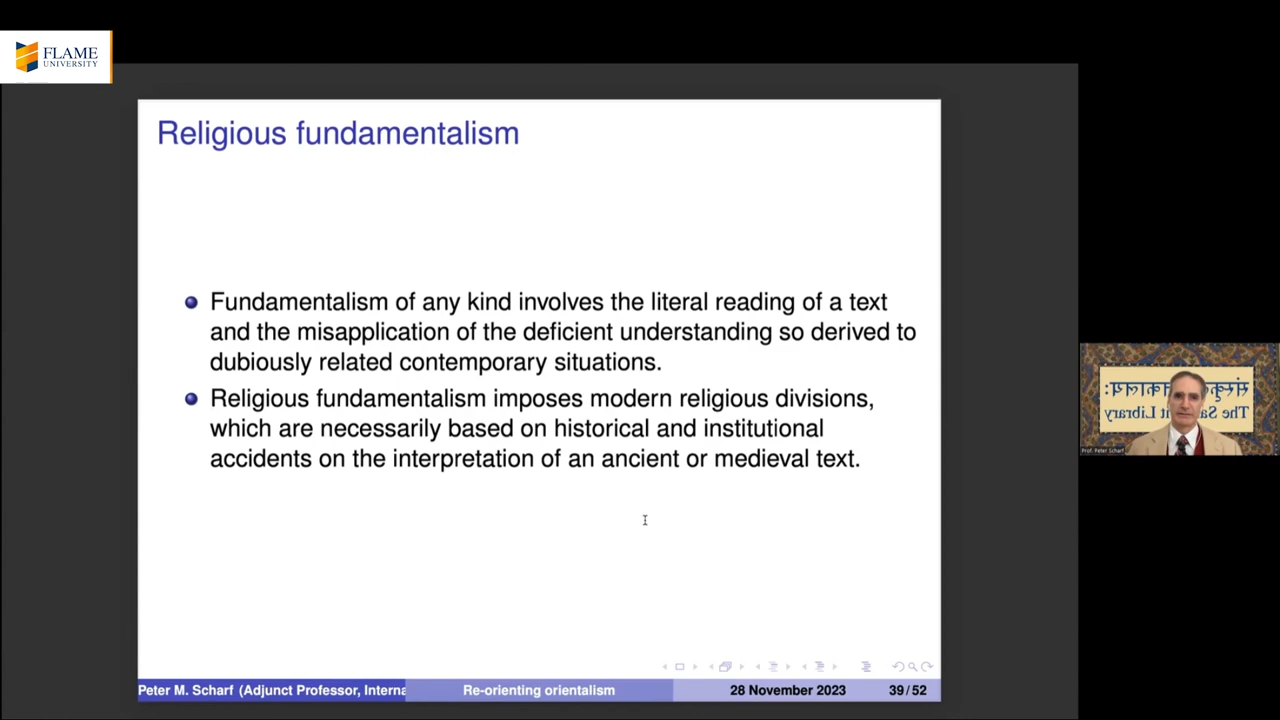 FLAME
UNIVERSITY
Religious fundamentalism
Fundamentalism of any kind involves the literal reading of a text
and the misapplication of the deficient understanding so derived to
dubiously related contemporary situations.
Religious fundamentalism imposes modern religious divisions,
which are necessarily based on historical and institutional
accidents on the interpretation of an ancient or medieval text.
The Sa t Library
Prof. Peter Scharf
Peter M. Scharf (Adjunct Professor, Interna
Re-orienting orientalism
28 November 2023
39/52